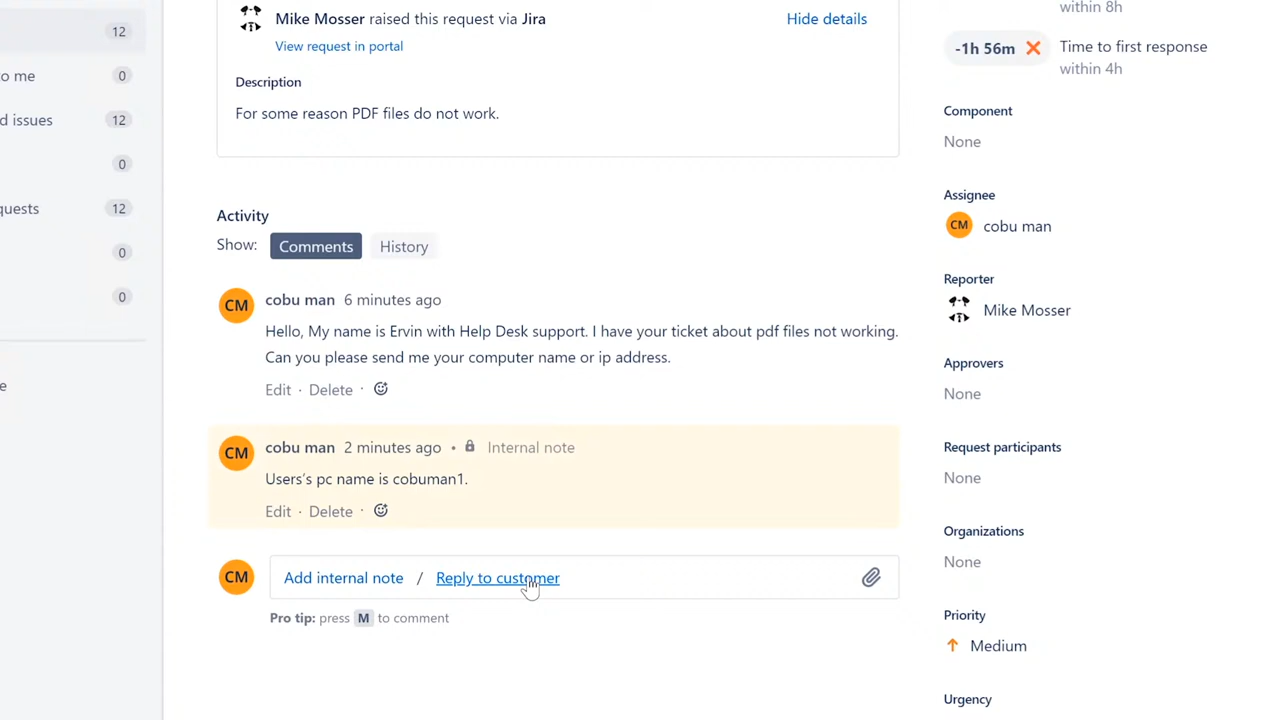 12
to me
0
d issues
12
0
quests
12
0
0
e
Mike Mosser raised this request via Jira
Hide details
View request in portal
Description
For some reason PDF files do not work.
Activity
Show:
Comments
History
CM
cobu man 6 minutes ago
Hello, My name is Ervin with Help Desk support. I have your ticket about pdf files not working.
Can you please send me your computer name or ip address.
Edit · Delete ·
CM
cobu man 2 minutes ago • Internal note
Users's pc name is cobuman1.
Edit · Delete ·
CM
Add internal note / Reply to customer
Pro tip: press M to comment
within 8h
-1h 56m
Time to first response
within 4h
Component
None
Assignee
CM
cobu man
Reporter
Mike Mosser
Approvers
None
Request participants
None
Organizations
None
Priority
Medium
Urgency